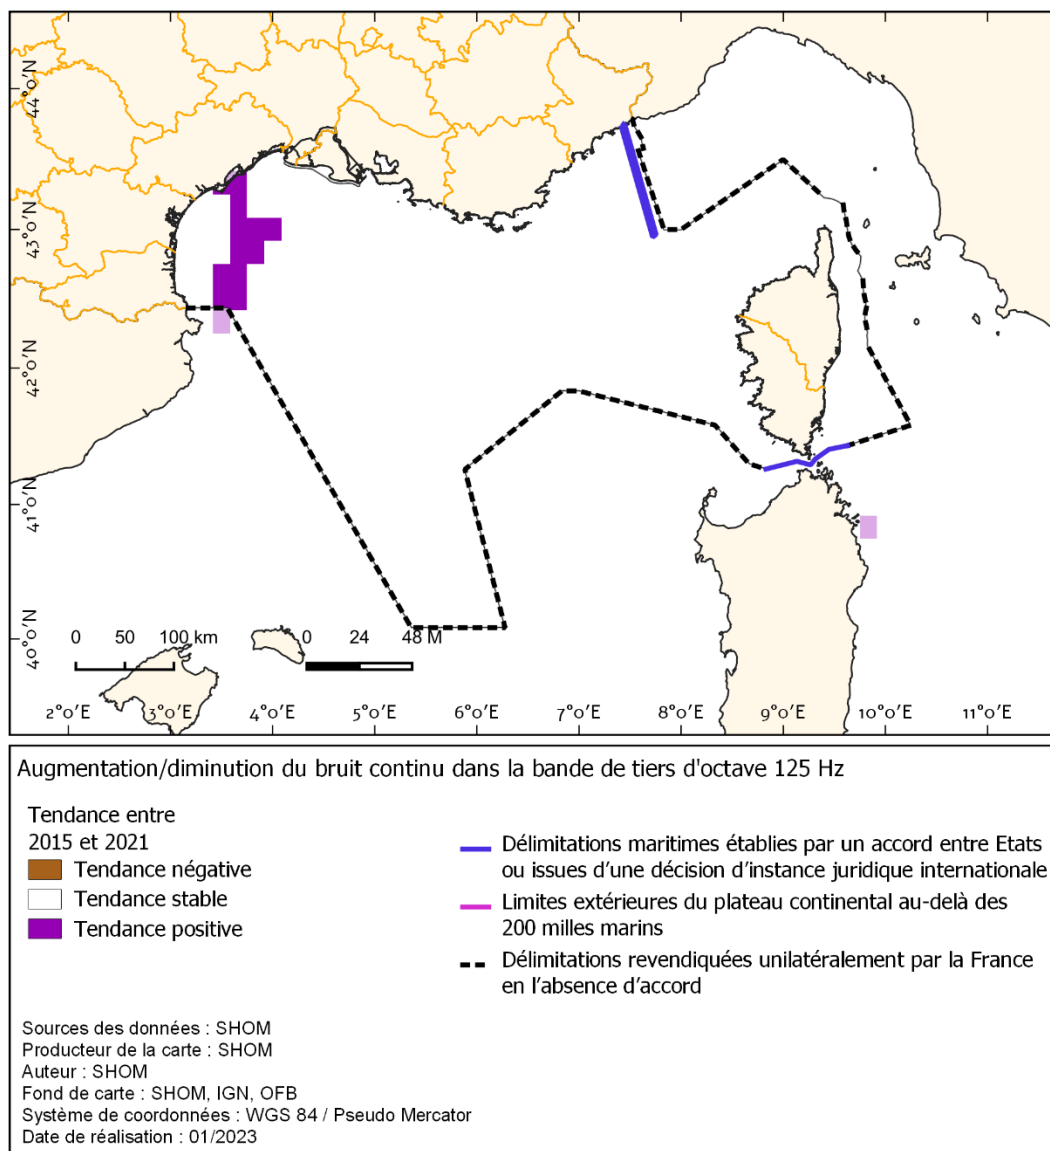 44°0'N
43°0'N
42°0'N
41°0'N
40°0'N
0 50 100 km
0 24 48 M
2°0'E 3°0'E 4°0'E 5°0'E 6°0'E 7°0'E 8°0'E 9°0'E 10°0'E 11°0'E
Augmentation/diminution du bruit continu dans la bande de tiers d'octave 125 Hz
Tendance entre
2015 et 2021
Tendance négative
Tendance stable
Tendance positive
Délimitations maritimes établies par un accord entre Etats
ou issues d’une décision d’instance juridique internationale
Limites extérieures du plateau continental au-delà des
200 milles marins
Délimitations revendiquées unilatéralement par la France
en l’absence d’accord
Sources des données : SHOM
Producteur de la carte : SHOM
Auteur : SHOM
Fond de carte : SHOM, IGN, OFB
Système de coordonnées : WGS 84 / Pseudo Mercator
Date de réalisation : 01/2023